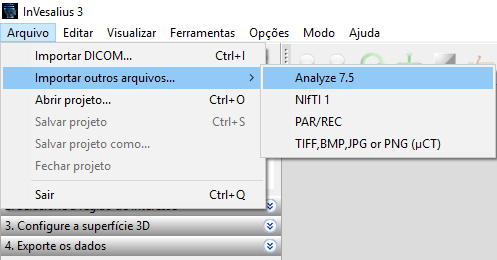 InVesalius 3
Arquivo Editar Visualizar Ferramentas Opções Modo Ajuda
Importar DICOM... Ctrl+I
Importar outros arquivos... >
Analyze 7.5
Abrir projeto... Ctrl+O
NIfTI 1
Salvar projeto Ctrl+S
PAR/REC
Salvar projeto como...
TIFF,BMP,JPG or PNG (µCT)
Fechar projeto
Sair Ctrl+Q
3. Configure a superfície 3D
4. Exporte os dados